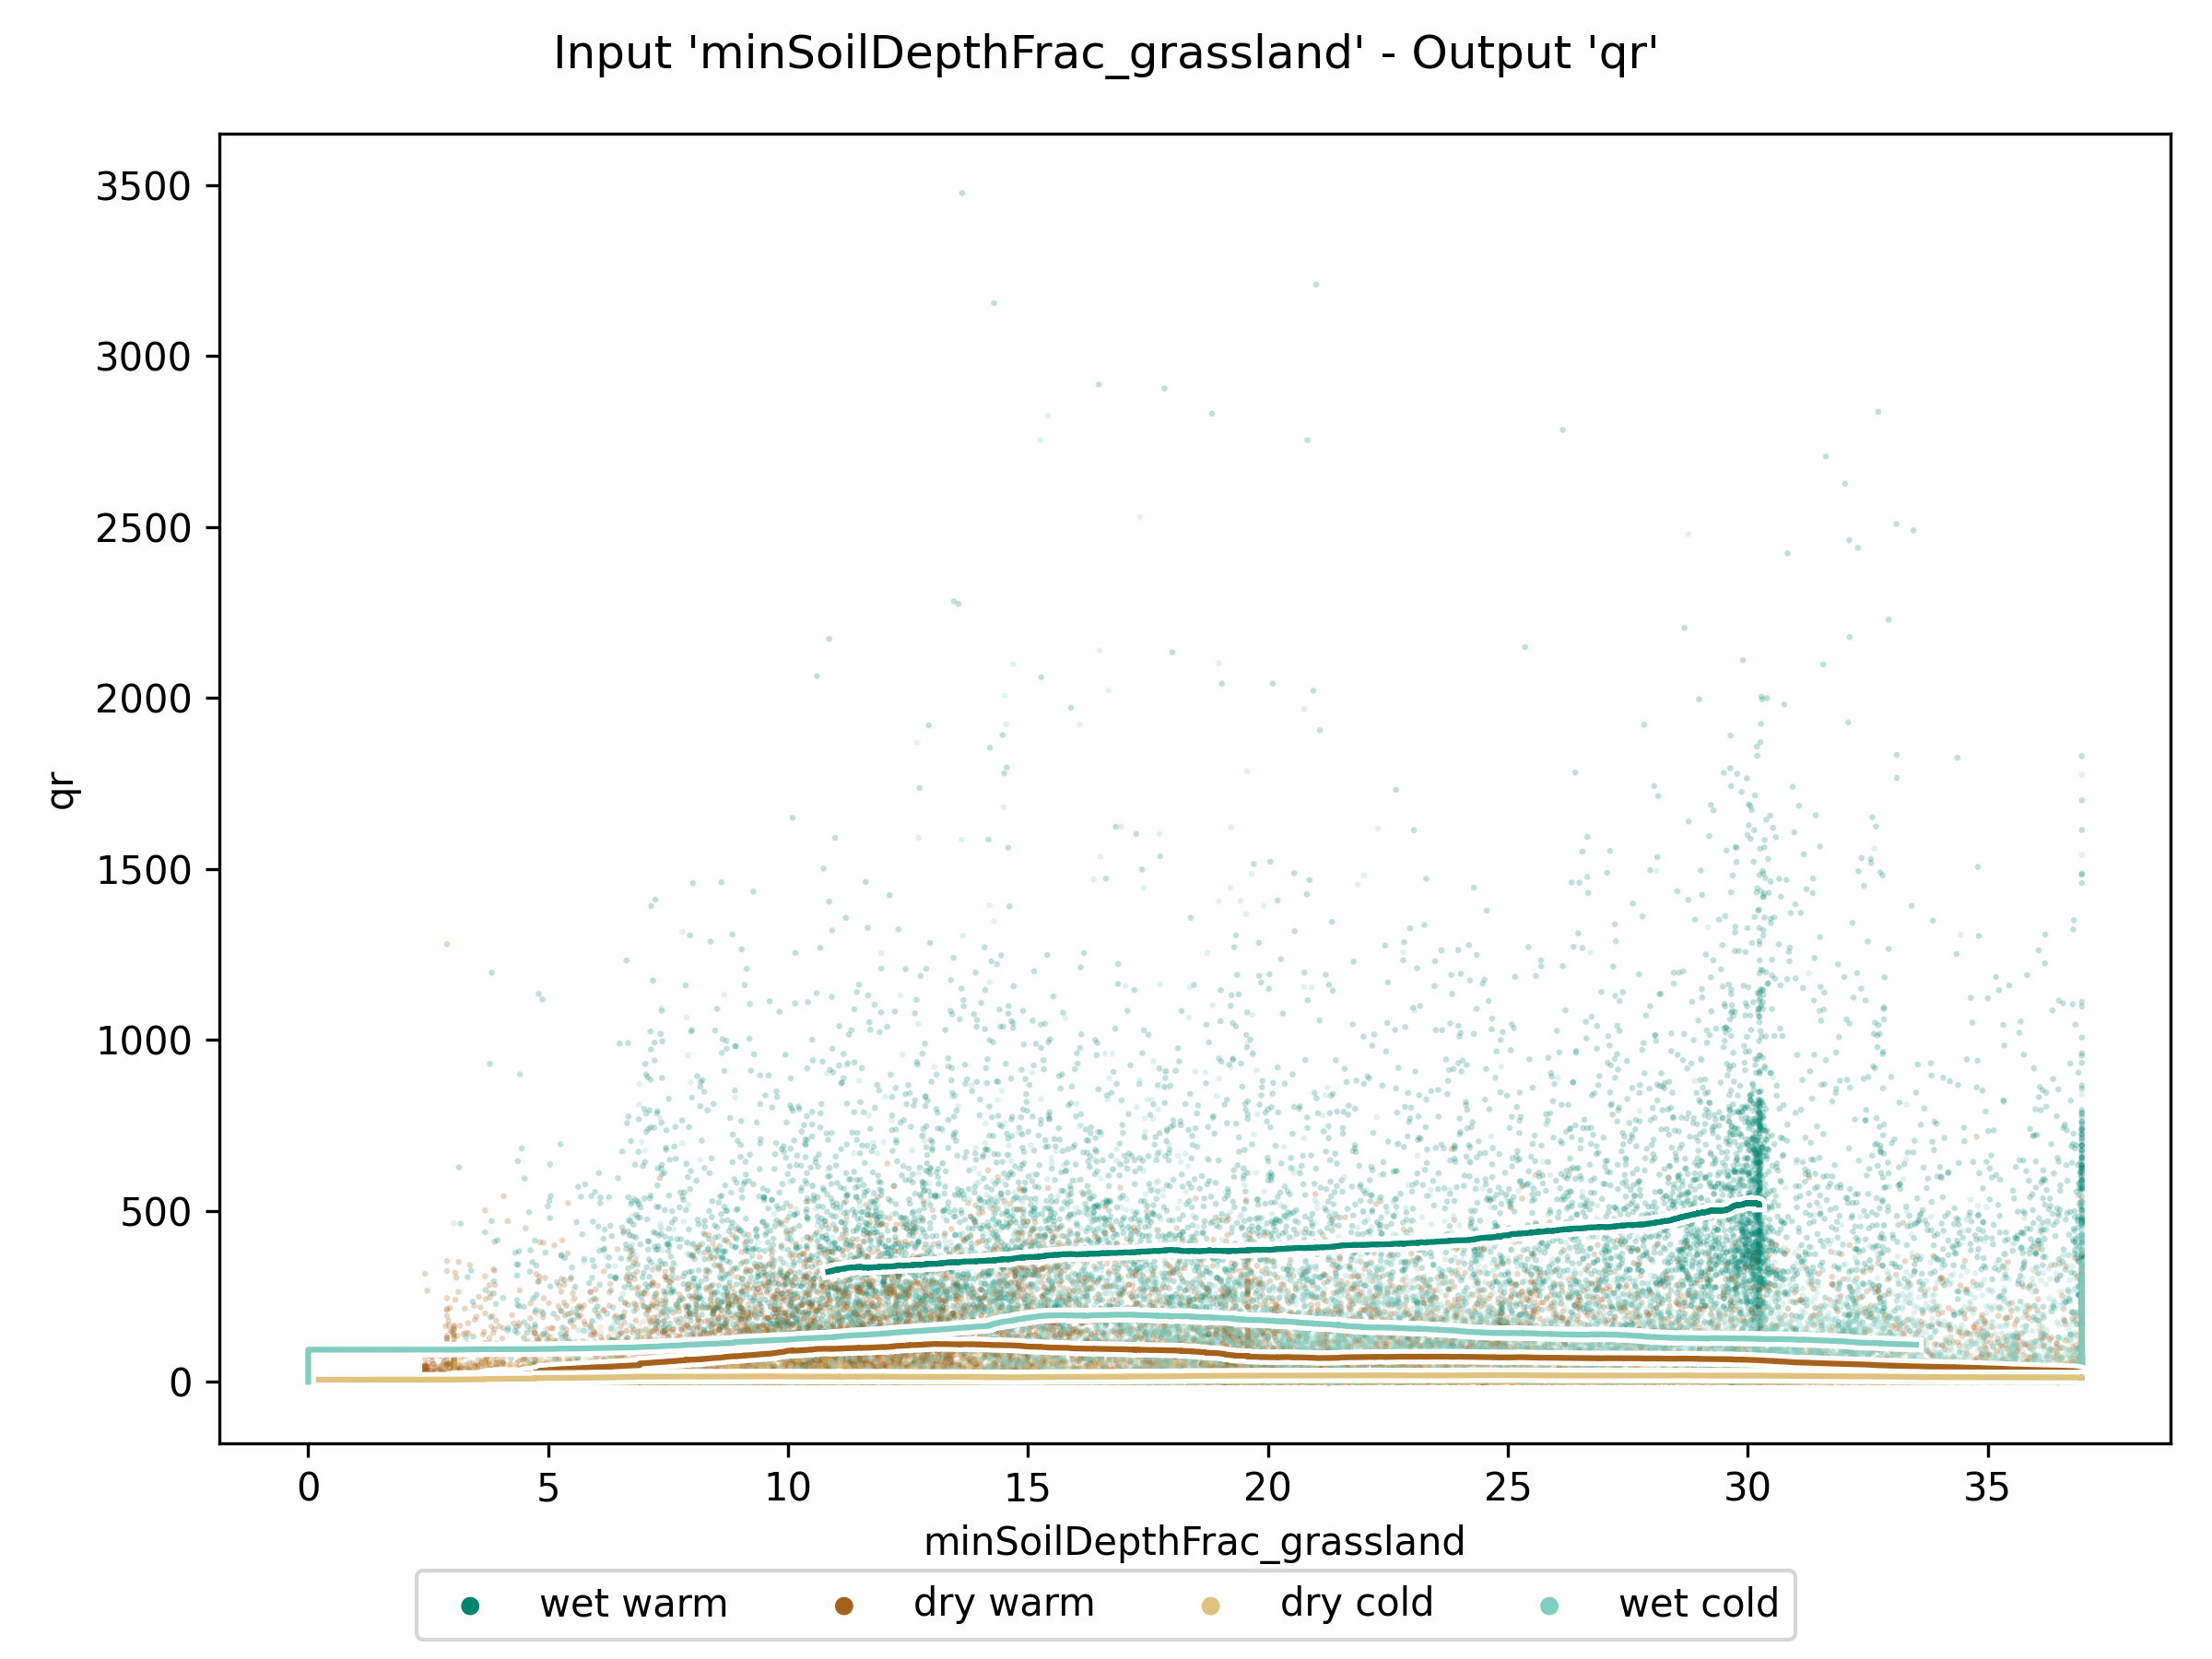 Input 'minSoilDepthFrac_grassland' - Output 'qr'
3500
3000
2500
2000
1500
1000
500
0
qr
0 5 10 15 20 25 30 35
minSoilDepthFrac_grassland
wet warm dry warm dry cold wet cold